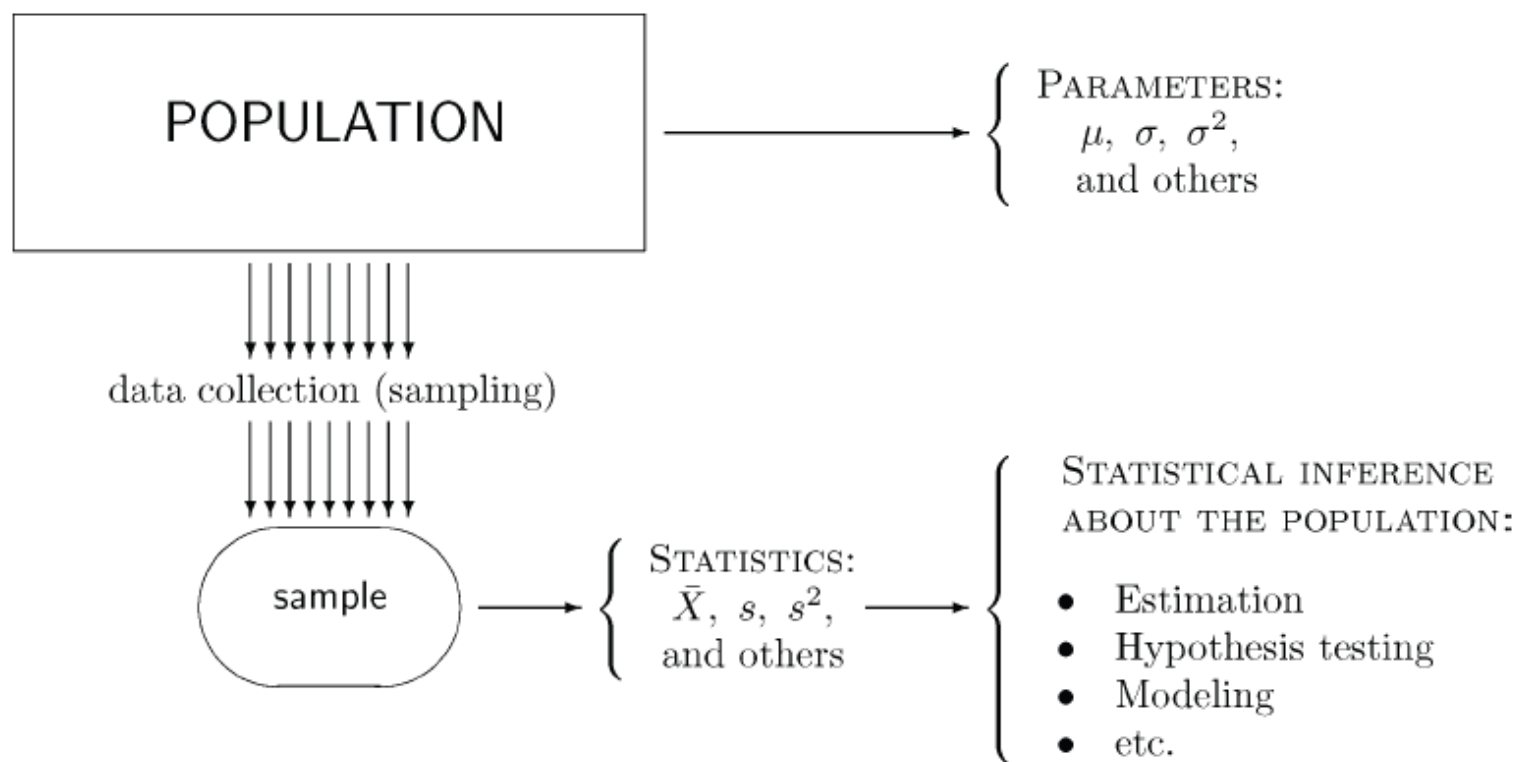 POPULATION
PARAMETERS:
μ, σ, σ²,
and others
data collection (sampling)
sample
STATISTICS:
X̄, s, s²,
and others
STATISTICAL INFERENCE
ABOUT THE POPULATION:
• Estimation
• Hypothesis testing
• Modeling
• etc.